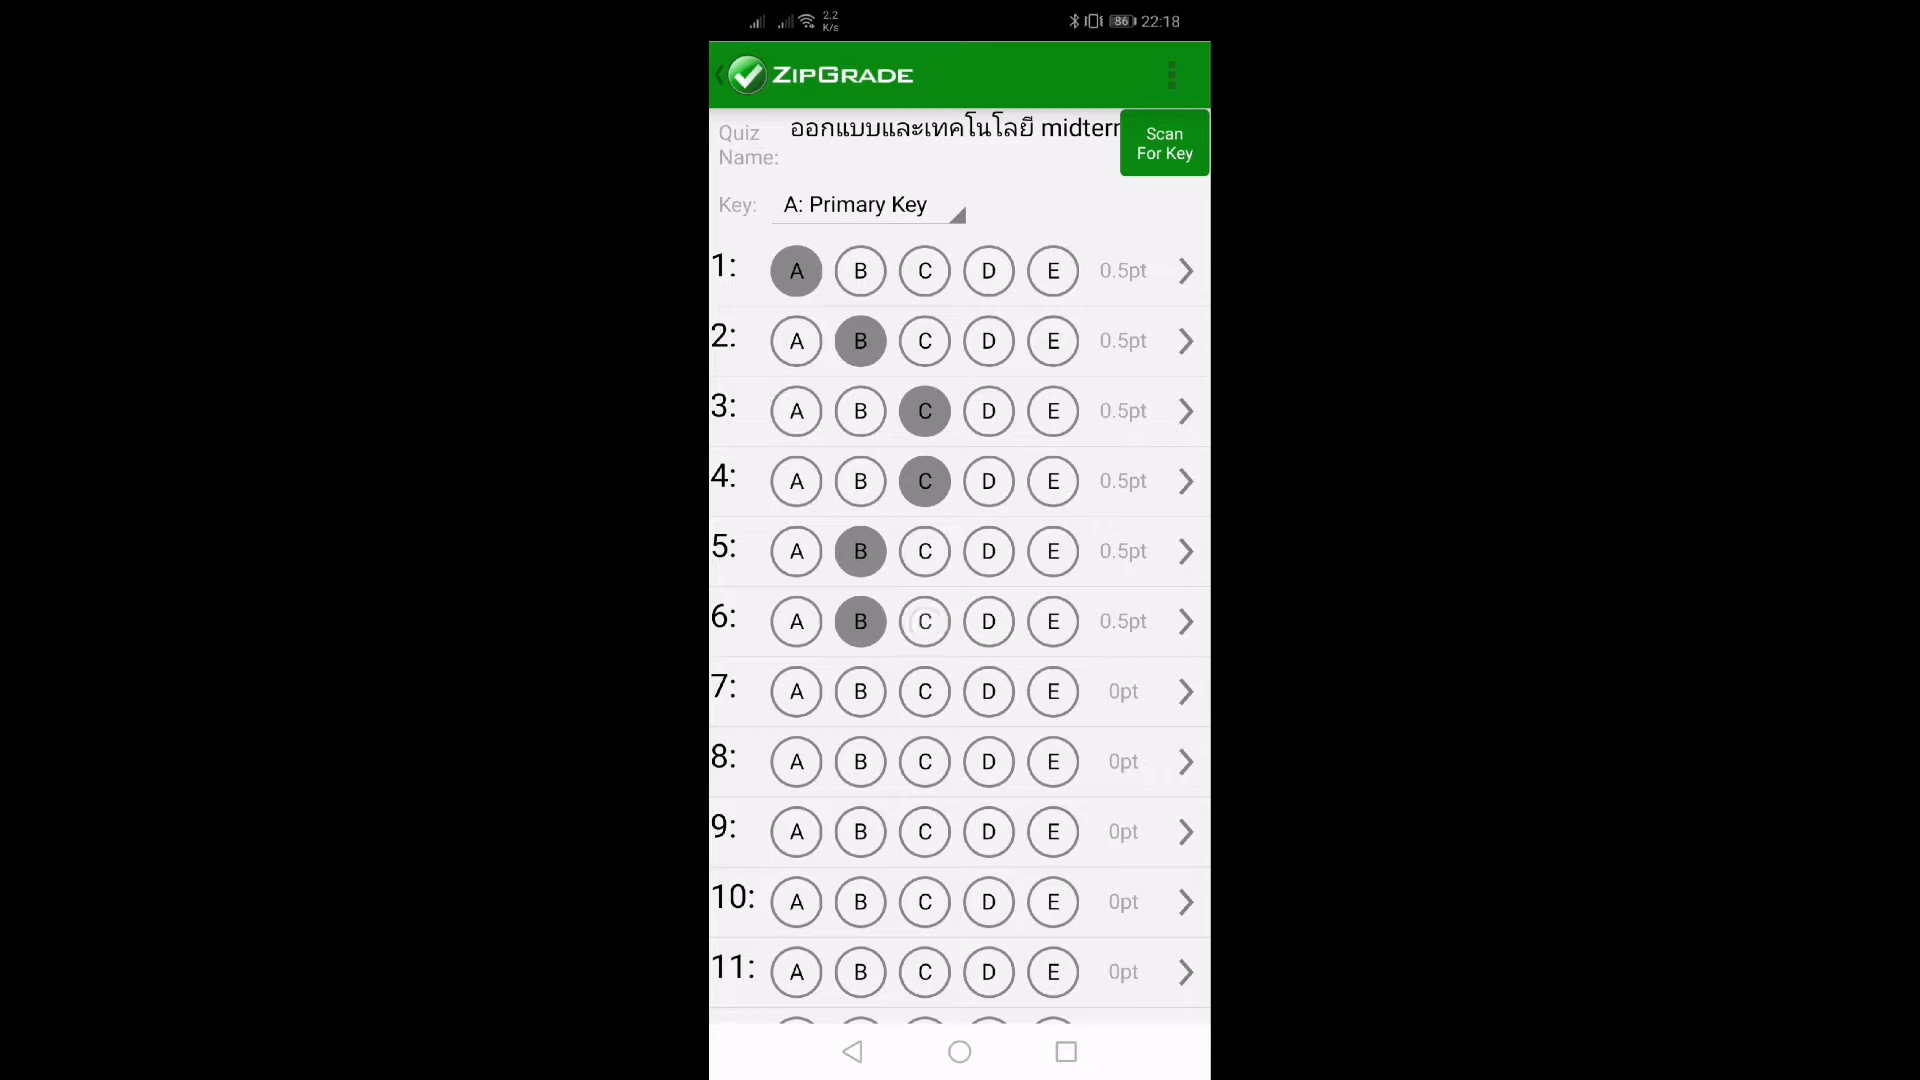 2.2 K/s 86 22:18
ZIPGRADE
Quiz Name: ออกแบบและเทคโนโลยี midterm
Scan For Key
Key: A: Primary Key
1: A B C D E 0.5pt
2: A B C D E 0.5pt
3: A B C D E 0.5pt
4: A B C D E 0.5pt
5: A B C D E 0.5pt
6: A B C D E 0.5pt
7: A B C D E 0pt
8: A B C D E 0pt
9: A B C D E 0pt
10: A B C D E 0pt
11: A B C D E 0pt